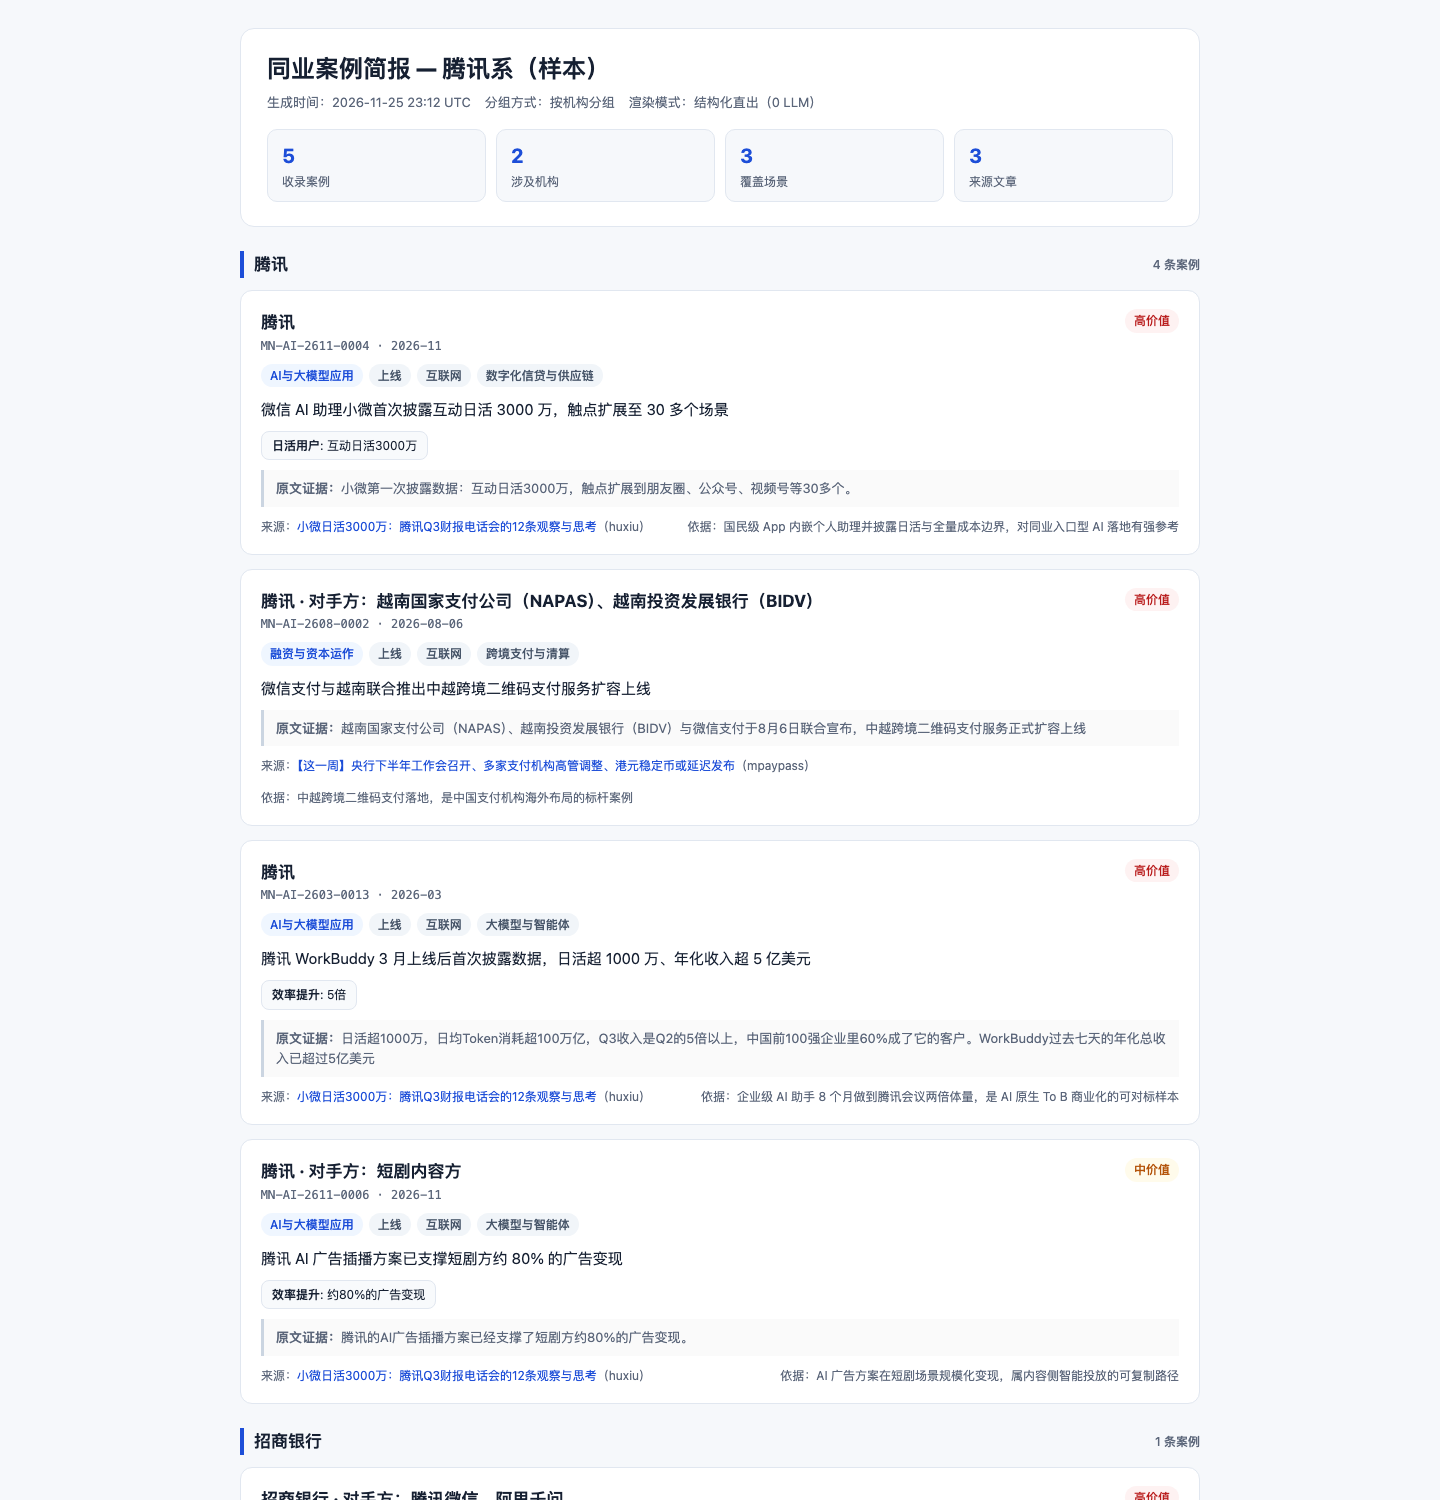 同业案例简报 — 腾讯系（样本）
生成时间：2026-11-25 23:12 UTC 分组方式：按机构分组 渲染模式：结构化直出（0 LLM）
5
收录案例
2
涉及机构
3
覆盖场景
3
来源文章
腾讯
4 条案例
腾讯
高价值
MN-AI-2611-0004 · 2026-11
AI与大模型应用 上线 互联网 数字化信贷与供应链
微信 AI 助理小微首次披露互动日活 3000 万，触点扩展至 30 多个场景
日活用户: 互动日活3000万
原文证据：小微第一次披露数据：互动日活3000万，触点扩展到朋友圈、公众号、视频号等30多个。
来源：小微日活3000万：腾讯Q3财报电话会的12条观察与思考（huxiu）
依据：国民级 App 内嵌个人助理并披露日活与全量成本边界，对同业入口型 AI 落地有强参考
腾讯 · 对手方：越南国家支付公司（NAPAS）、越南投资发展银行（BIDV）
高价值
MN-AI-2608-0002 · 2026-08-06
融资与资本运作 上线 互联网 跨境支付与清算
微信支付与越南联合推出中越跨境二维码支付服务扩容上线
原文证据：越南国家支付公司（NAPAS）、越南投资发展银行（BIDV）与微信支付于8月6日联合宣布，中越跨境二维码支付服务正式扩容上线
来源：【这一周】央行下半年工作会召开、多家支付机构高管调整、港元稳定币或延迟发布（mpaypass）
依据：中越跨境二维码支付落地，是中国支付机构海外布局的标杆案例
腾讯
高价值
MN-AI-2603-0013 · 2026-03
AI与大模型应用 上线 互联网 大模型与智能体
腾讯 WorkBuddy 3 月上线后首次披露数据，日活超 1000 万、年化收入超 5 亿美元
效率提升: 5倍
原文证据：日活超1000万，日均Token消耗超100万亿，Q3收入是Q2的5倍以上，中国前100强企业里60%成了它的客户。WorkBuddy过去七天的年化总收
入已超过5亿美元
来源：小微日活3000万：腾讯Q3财报电话会的12条观察与思考（huxiu）
依据：企业级 AI 助手 8 个月做到腾讯会议两倍体量，是 AI 原生 To B 商业化的可对标样本
腾讯 · 对手方：短剧内容方
中价值
MN-AI-2611-0006 · 2026-11
AI与大模型应用 上线 互联网 大模型与智能体
腾讯 AI 广告插播方案已支撑短剧方约 80% 的广告变现
效率提升: 约80%的广告变现
原文证据：腾讯的AI广告插播方案已经支撑了短剧方约80%的广告变现。
来源：小微日活3000万：腾讯Q3财报电话会的12条观察与思考（huxiu）
依据：AI 广告方案在短剧场景规模化变现，属内容侧智能投放的可复制路径
招商银行
1 条案例
招商银行 · 对手方：腾讯微信、阿里千问
高价值